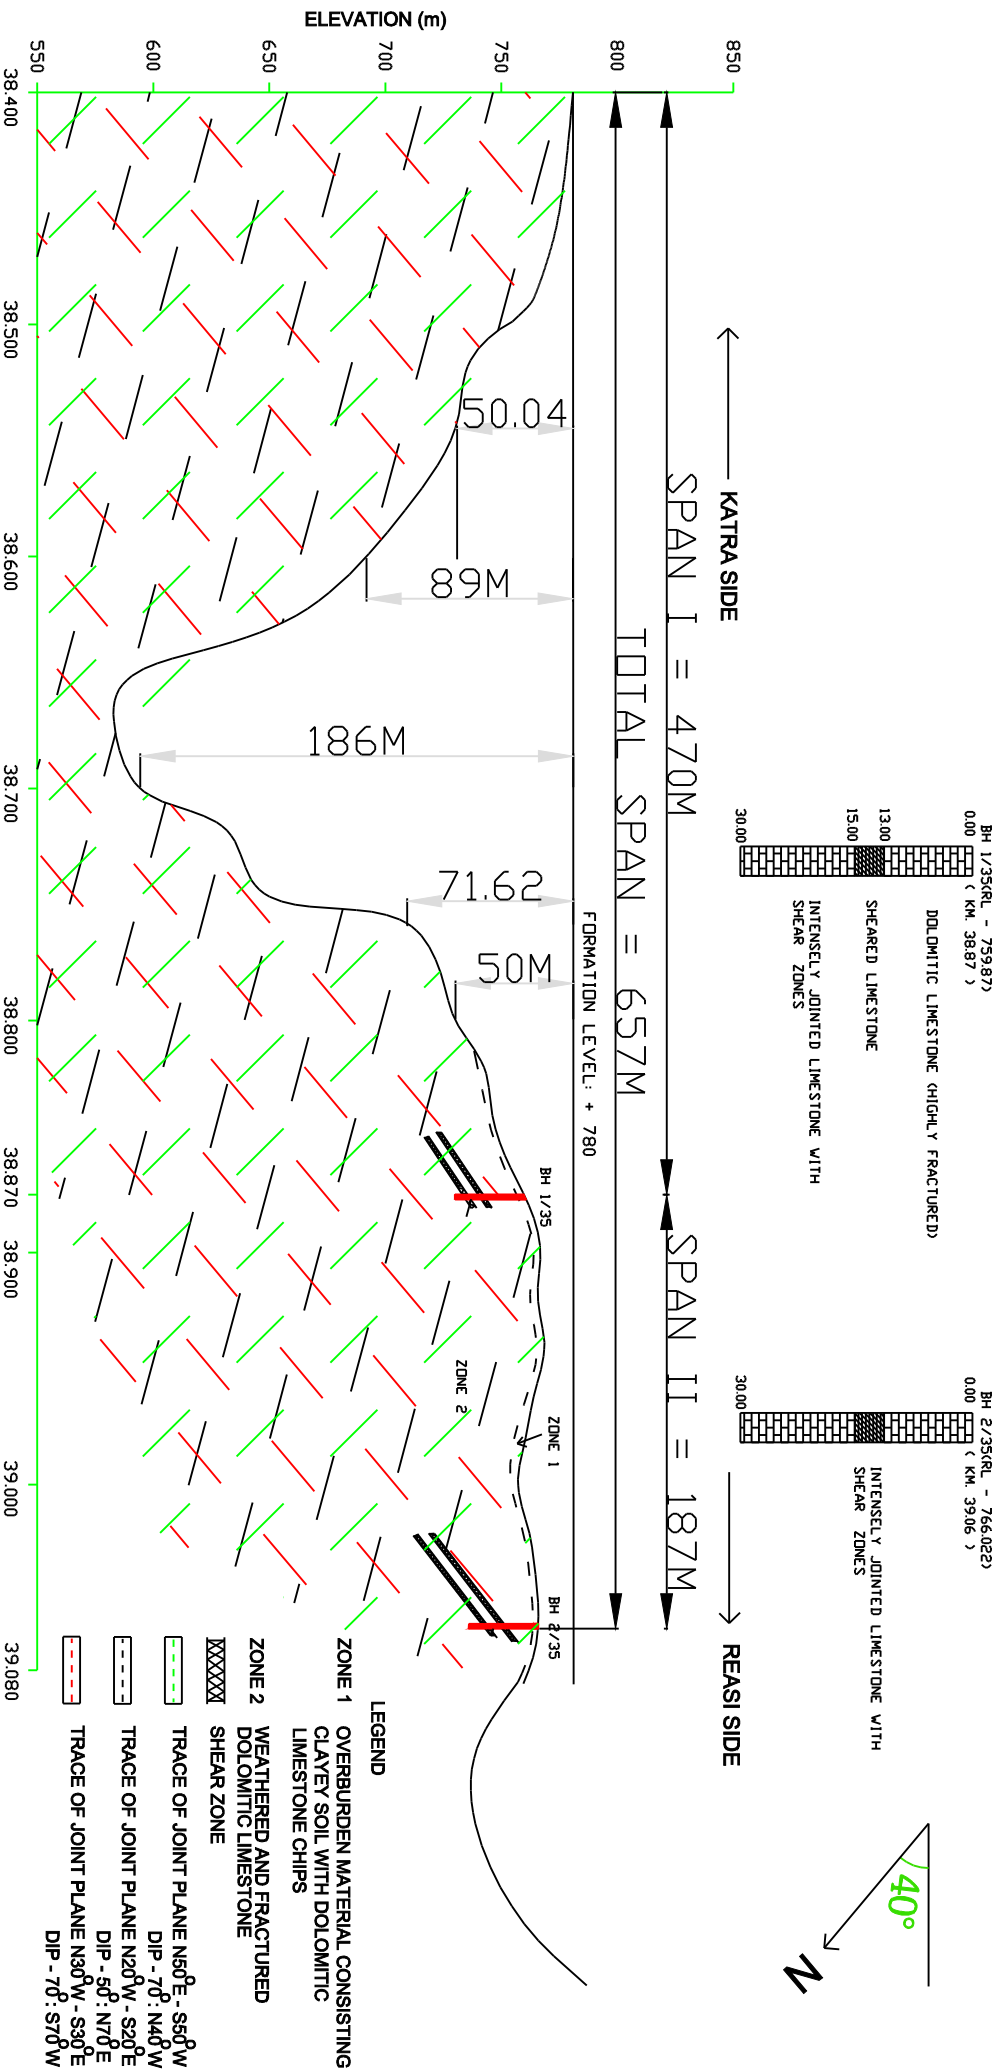 BH 1/35(RL - 759.87)
( KM. 38.87 )
0.00
13.00
15.00
30.00
DOLOMITIC LIMESTONE (HIGHLY FRACTURED)
SHEARED LIMESTONE
INTENSELY JOINTED LIMESTONE WITH
SHEAR ZONES
BH 2/35(RL - 766.022)
( KM. 39.06 )
0.00
30.00
INTENSELY JOINTED LIMESTONE WITH
SHEAR ZONES
40°
N
KATRA SIDE
REASI SIDE
SPAN I = 470M
SPAN II = 187M
TOTAL SPAN = 657M
FORMATION LEVEL: + 780
ELEVATION (m)
850
800
750
700
650
600
550
50.04
89M
186M
71.62
50M
BH 1/35
BH 2/35
ZONE 1
ZONE 2
38.400
38.500
38.600
38.700
38.800
38.870
38.900
39.000
39.080
LEGEND
ZONE 1 OVERBURDEN MATERIAL CONSISTING
CLAYEY SOIL WITH DOLOMITIC
LIMESTONE CHIPS
ZONE 2 WEATHERED AND FRACTURED
DOLOMITIC LIMESTONE
SHEAR ZONE
TRACE OF JOINT PLANE N50°E - S50°W
DIP - 70° : N40°W
TRACE OF JOINT PLANE N20°W - S20°E
DIP - 50° : N70°E
TRACE OF JOINT PLANE N30°W - S30°E
DIP - 70° : S70°W